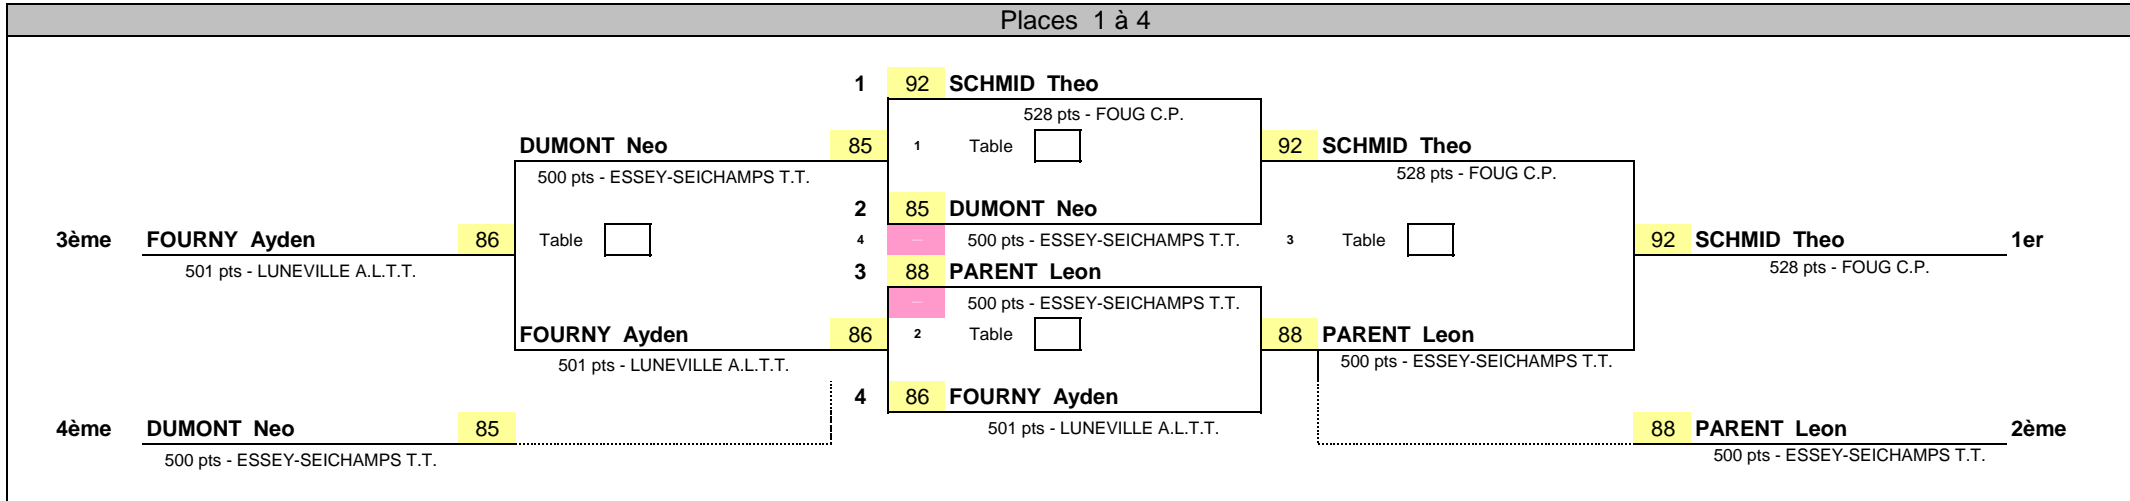 Places 1 à 4
1 92 SCHMID Theo
528 pts - FOUG C.P.
DUMONT Neo 85 1 Table 92 SCHMID Theo
500 pts - ESSEY-SEICHAMPS T.T. 528 pts - FOUG C.P.
2 85 DUMONT Neo
3ème FOURNY Ayden 86 Table 4 – 500 pts - ESSEY-SEICHAMPS T.T. 3 Table 92 SCHMID Theo 1er
501 pts - LUNEVILLE A.L.T.T. 3 88 PARENT Leon 528 pts - FOUG C.P.
– 500 pts - ESSEY-SEICHAMPS T.T.
FOURNY Ayden 86 2 Table 88 PARENT Leon
501 pts - LUNEVILLE A.L.T.T. 500 pts - ESSEY-SEICHAMPS T.T.
4 86 FOURNY Ayden
4ème DUMONT Neo 85 501 pts - LUNEVILLE A.L.T.T. 88 PARENT Leon 2ème
500 pts - ESSEY-SEICHAMPS T.T. 500 pts - ESSEY-SEICHAMPS T.T.